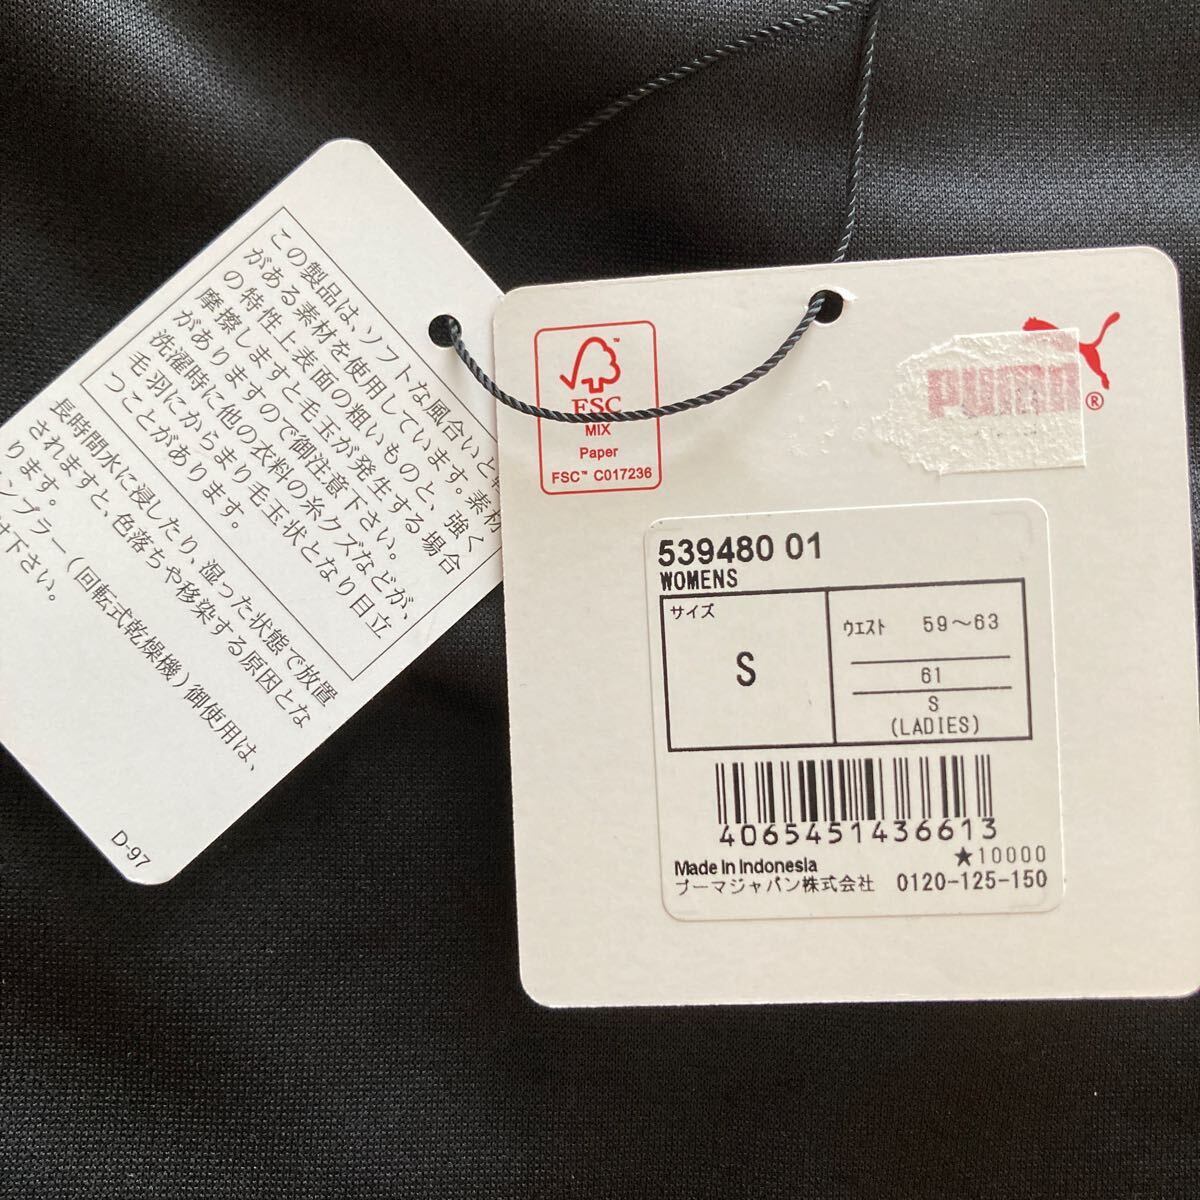 この製品は、ソフトな風合いと
がある素材を使用しています。素材
の特性上表面の粗いものと、強く
摩擦しますと毛玉が発生する場合
がありますので御注意下さい。
洗濯時に他の衣料の糸クズなどが、
毛羽にからまり毛玉状となり目立
つことがあります。
長時間水に浸したり、湿った状態で放置
されますと、色落ちや移染する原因とな
ります。
ンブラー(回転式乾燥機)御使用は、
下さい。
D-97
FSC™
MIX
Paper
FSC™ C017236
PUMA®
539480 01
WOMENS
サイズ
S
ウエスト 59～63
61
S
(LADIES)
4065451436613
★10000
Made in Indonesia
プーマジャパン株式会社 0120-125-150